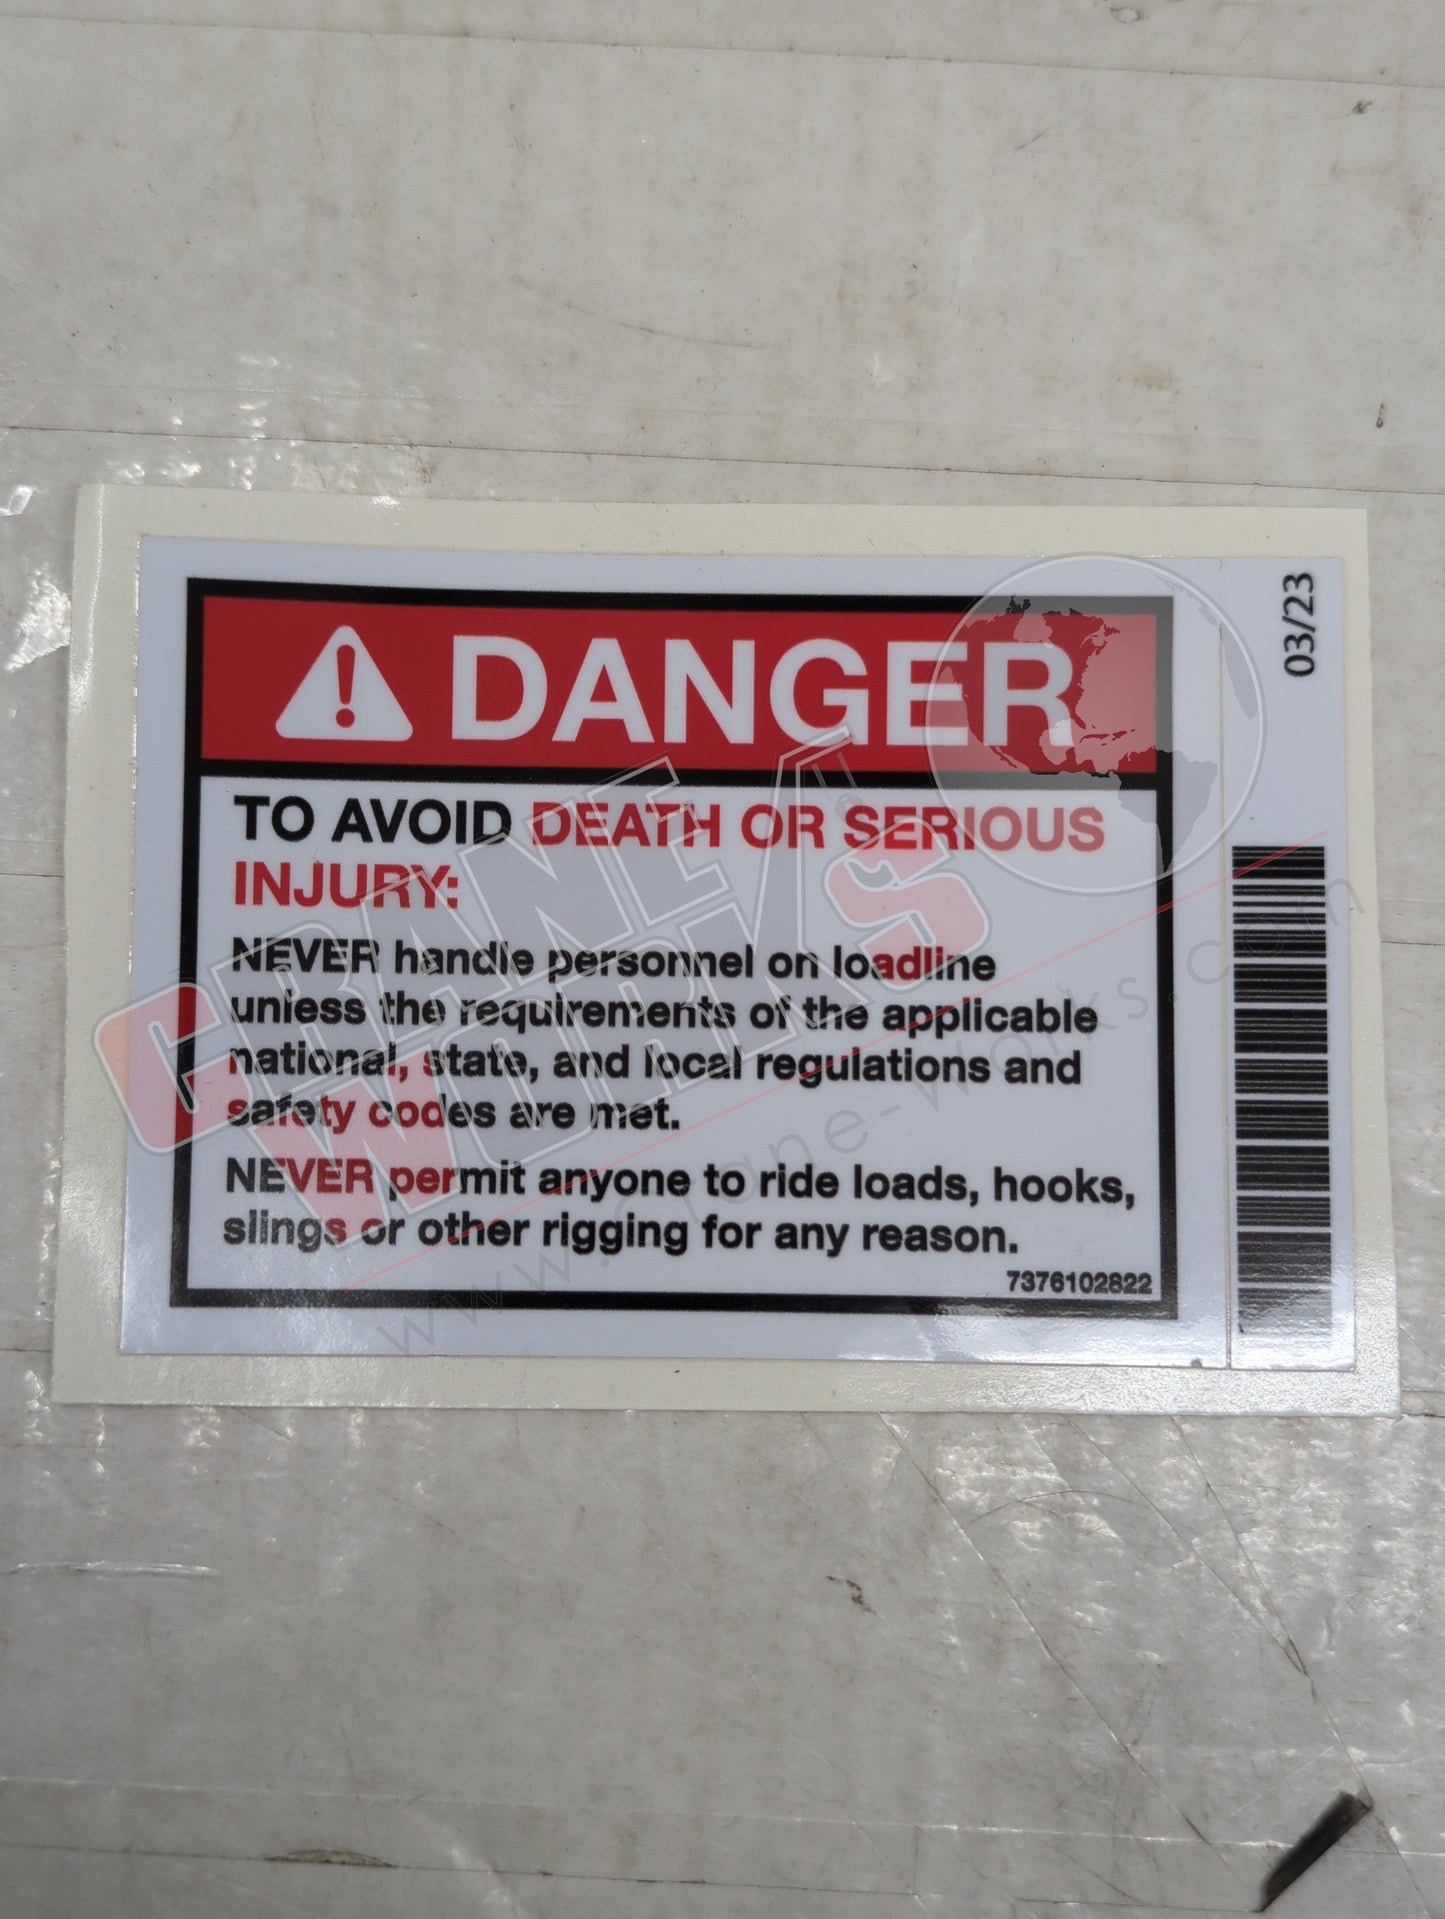 DANGER
TO AVOID DEATH OR SERIOUS
INJURY:
NEVER handle personnel on loadline
unless the requirements of the applicable
national, state, and local regulations and
safety codes are met.
NEVER permit anyone to ride loads, hooks,
slings or other rigging for any reason.
7376102822
03/23
CRANE
WORKS
www.crane-works.com